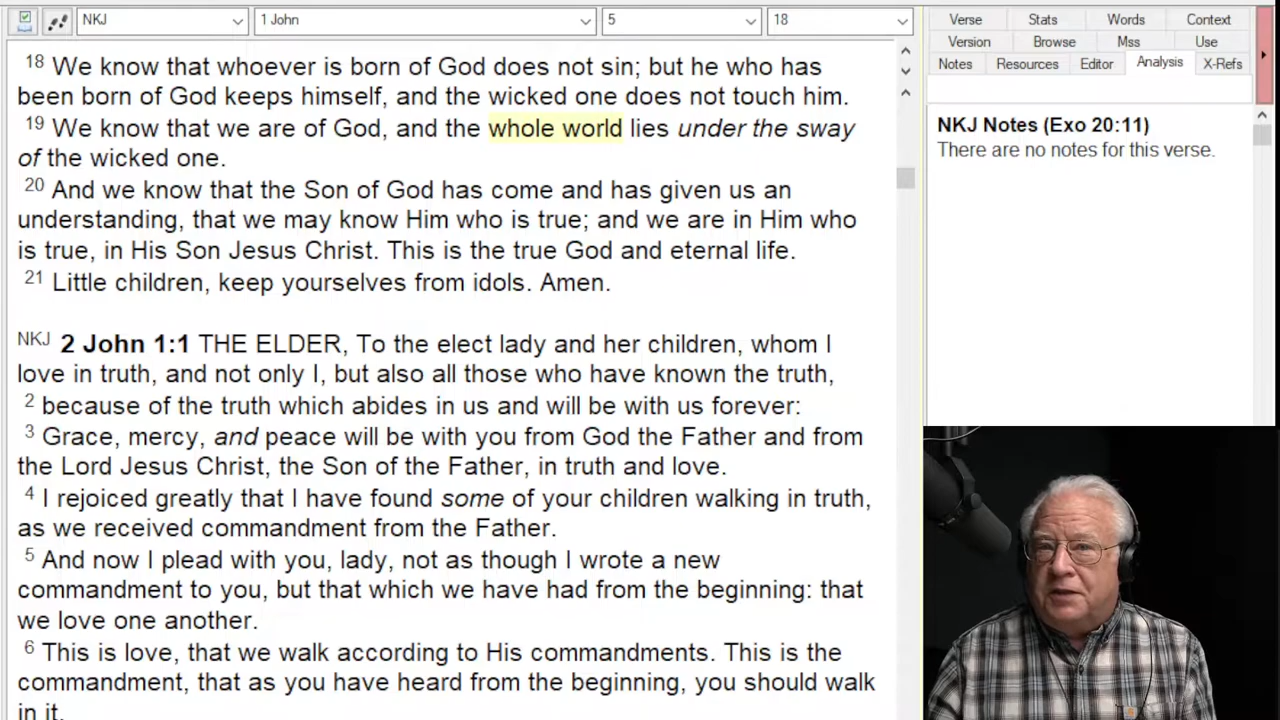 NKJ 1 John 5 18
18 We know that whoever is born of God does not sin; but he who has
been born of God keeps himself, and the wicked one does not touch him.
19 We know that we are of God, and the whole world lies under the sway
of the wicked one.
20 And we know that the Son of God has come and has given us an
understanding, that we may know Him who is true; and we are in Him who
is true, in His Son Jesus Christ. This is the true God and eternal life.
21 Little children, keep yourselves from idols. Amen.
NKJ 2 John 1:1 THE ELDER, To the elect lady and her children, whom I
love in truth, and not only I, but also all those who have known the truth,
2 because of the truth which abides in us and will be with us forever:
3 Grace, mercy, and peace will be with you from God the Father and from
the Lord Jesus Christ, the Son of the Father, in truth and love.
4 I rejoiced greatly that I have found some of your children walking in truth,
as we received commandment from the Father.
5 And now I plead with you, lady, not as though I wrote a new
commandment to you, but that which we have had from the beginning: that
we love one another.
6 This is love, that we walk according to His commandments. This is the
commandment, that as you have heard from the beginning, you should walk
in it.
Verse Stats Words Context
Version Browse Mss Use
Notes Resources Editor Analysis X-Refs
NKJ Notes (Exo 20:11)
There are no notes for this verse.